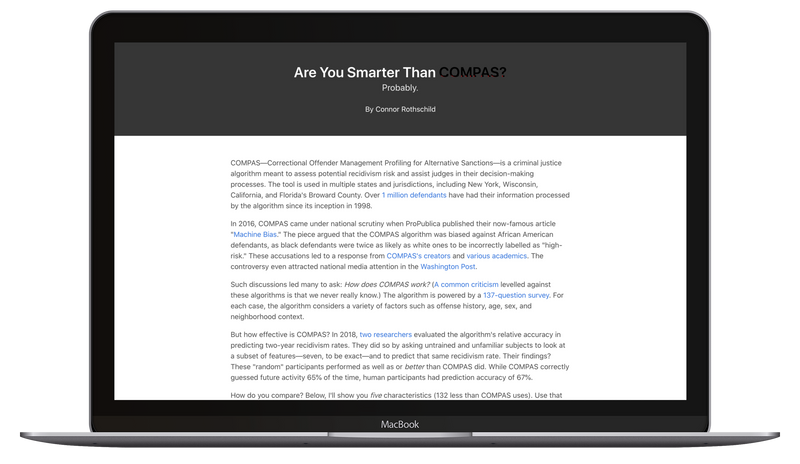 Are You Smarter Than COMPAS?
Probably.
By Connor Rothschild
COMPAS—Correctional Offender Management Profiling for Alternative Sanctions—is a criminal justice
algorithm meant to assess potential recidivism risk and assist judges in their decision-making
processes. The tool is used in multiple states and jurisdictions, including New York, Wisconsin,
California, and Florida's Broward County. Over 1 million defendants have had their information processed
by the algorithm since its inception in 1998.
In 2016, COMPAS came under national scrutiny when ProPublica published their now-famous article
"Machine Bias." The piece argued that the COMPAS algorithm was biased against African American
defendants, as black defendants were twice as likely as white ones to be incorrectly labelled as "high-
risk." These accusations led to a response from COMPAS's creators and various academics. The
controversy even attracted national media attention in the Washington Post.
Such discussions led many to ask: How does COMPAS work? (A common criticism levelled against
these algorithms is that we never really know.) The algorithm is powered by a 137-question survey. For
each case, the algorithm considers a variety of factors such as offense history, age, sex, and
neighborhood context.
But how effective is COMPAS? In 2018, two researchers evaluated the algorithm's relative accuracy in
predicting two-year recidivism rates. They did so by asking untrained and unfamiliar subjects to look at
a subset of features—seven, to be exact—and to predict that same recidivism rate. Their findings?
These "random" participants performed as well as or better than COMPAS did. While COMPAS correctly
guessed future activity 65% of the time, human participants had prediction accuracy of 67%.
How do you compare? Below, I'll show you five characteristics (132 less than COMPAS uses). Use that
MacBook